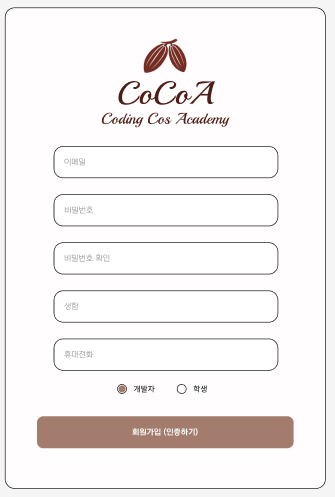 CoCoA
Coding Cos Academy
이메일
비밀번호
비밀번호 확인
성함
휴대전화
개발자 학생
회원가입 (인증하기)